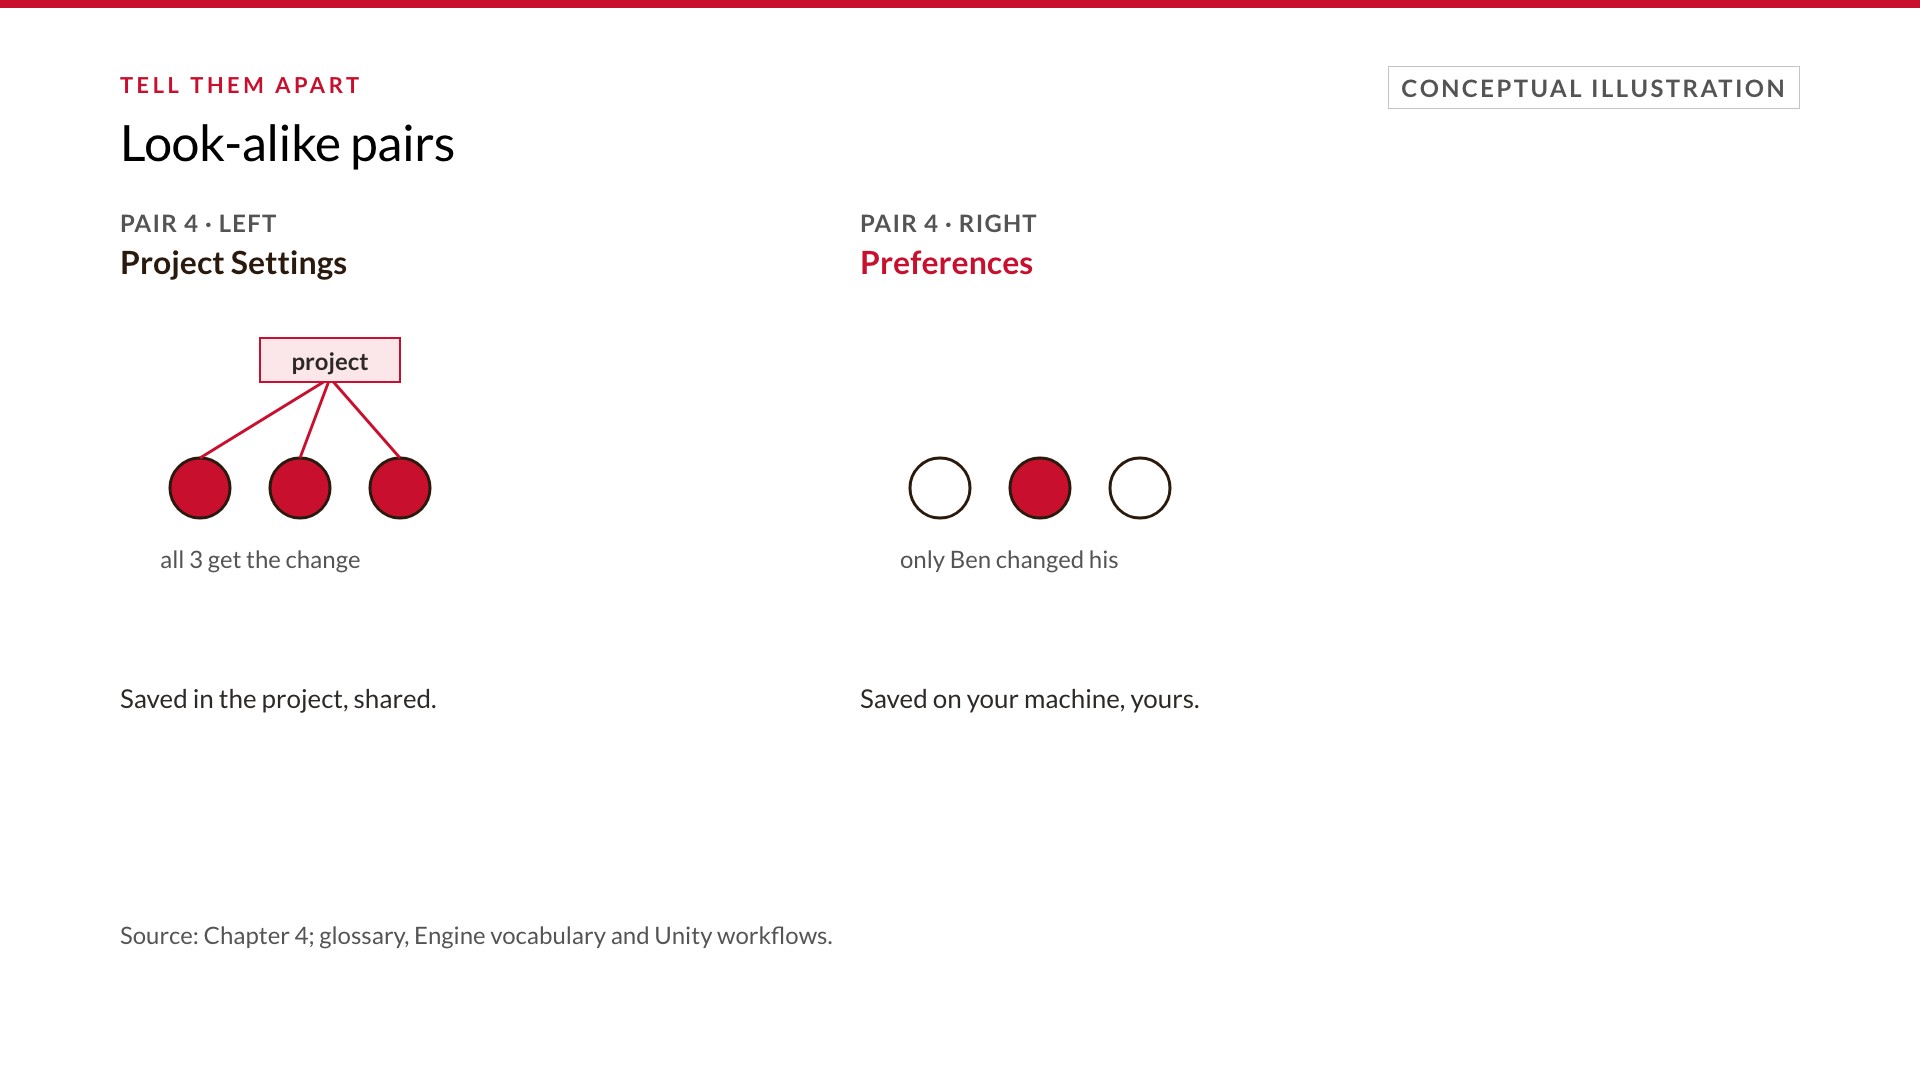 TELL THEM APART
CONCEPTUAL ILLUSTRATION
Look-alike pairs
PAIR 4 · LEFT
Project Settings
project
all 3 get the change
Saved in the project, shared.
PAIR 4 · RIGHT
Preferences
only Ben changed his
Saved on your machine, yours.
Source: Chapter 4; glossary, Engine vocabulary and Unity workflows.